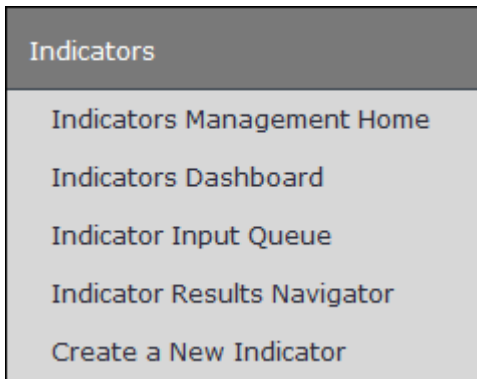 Indicators
Indicators Management Home
Indicators Dashboard
Indicator Input Queue
Indicator Results Navigator
Create a New Indicator